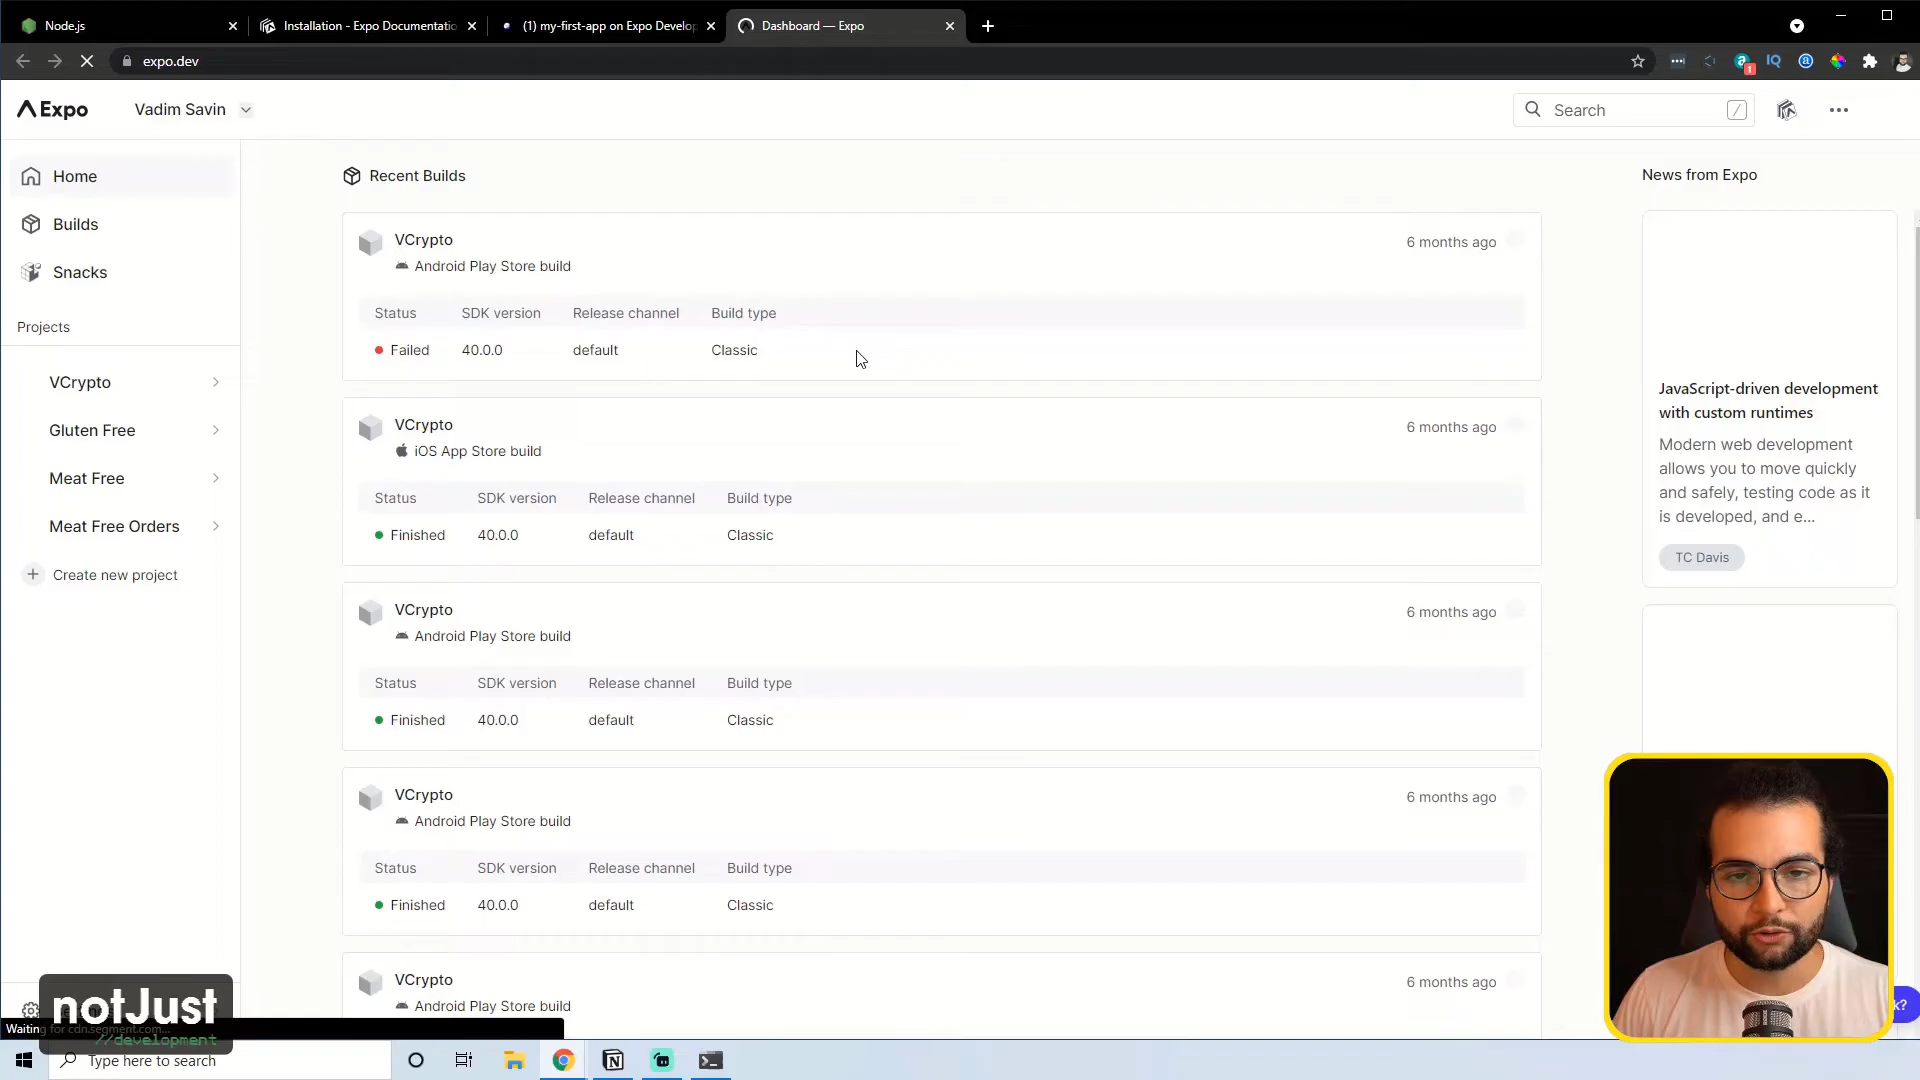 Node.js
Installation - Expo Documentatio
(1) my-first-app on Expo Develop
Dashboard — Expo
expo.dev
1
IQ
Expo
Vadim Savin
Search
/
Home
Builds
Snacks
Projects
VCrypto
Gluten Free
Meat Free
Meat Free Orders
Create new project
Recent Builds
VCrypto
6 months ago
Android Play Store build
Status SDK version Release channel Build type
Failed 40.0.0 default Classic
VCrypto
6 months ago
iOS App Store build
Status SDK version Release channel Build type
Finished 40.0.0 default Classic
VCrypto
6 months ago
Android Play Store build
Status SDK version Release channel Build type
Finished 40.0.0 default Classic
VCrypto
6 months ago
Android Play Store build
Status SDK version Release channel Build type
Finished 40.0.0 default Classic
VCrypto
6 months ago
Android Play Store build
News from Expo
JavaScript-driven development
with custom runtimes
Modern web development
allows you to move quickly
and safely, testing code as it
is developed, and e...
TC Davis
k?
notJust
//development
Waiting for cdn.segment.com...
Type here to search